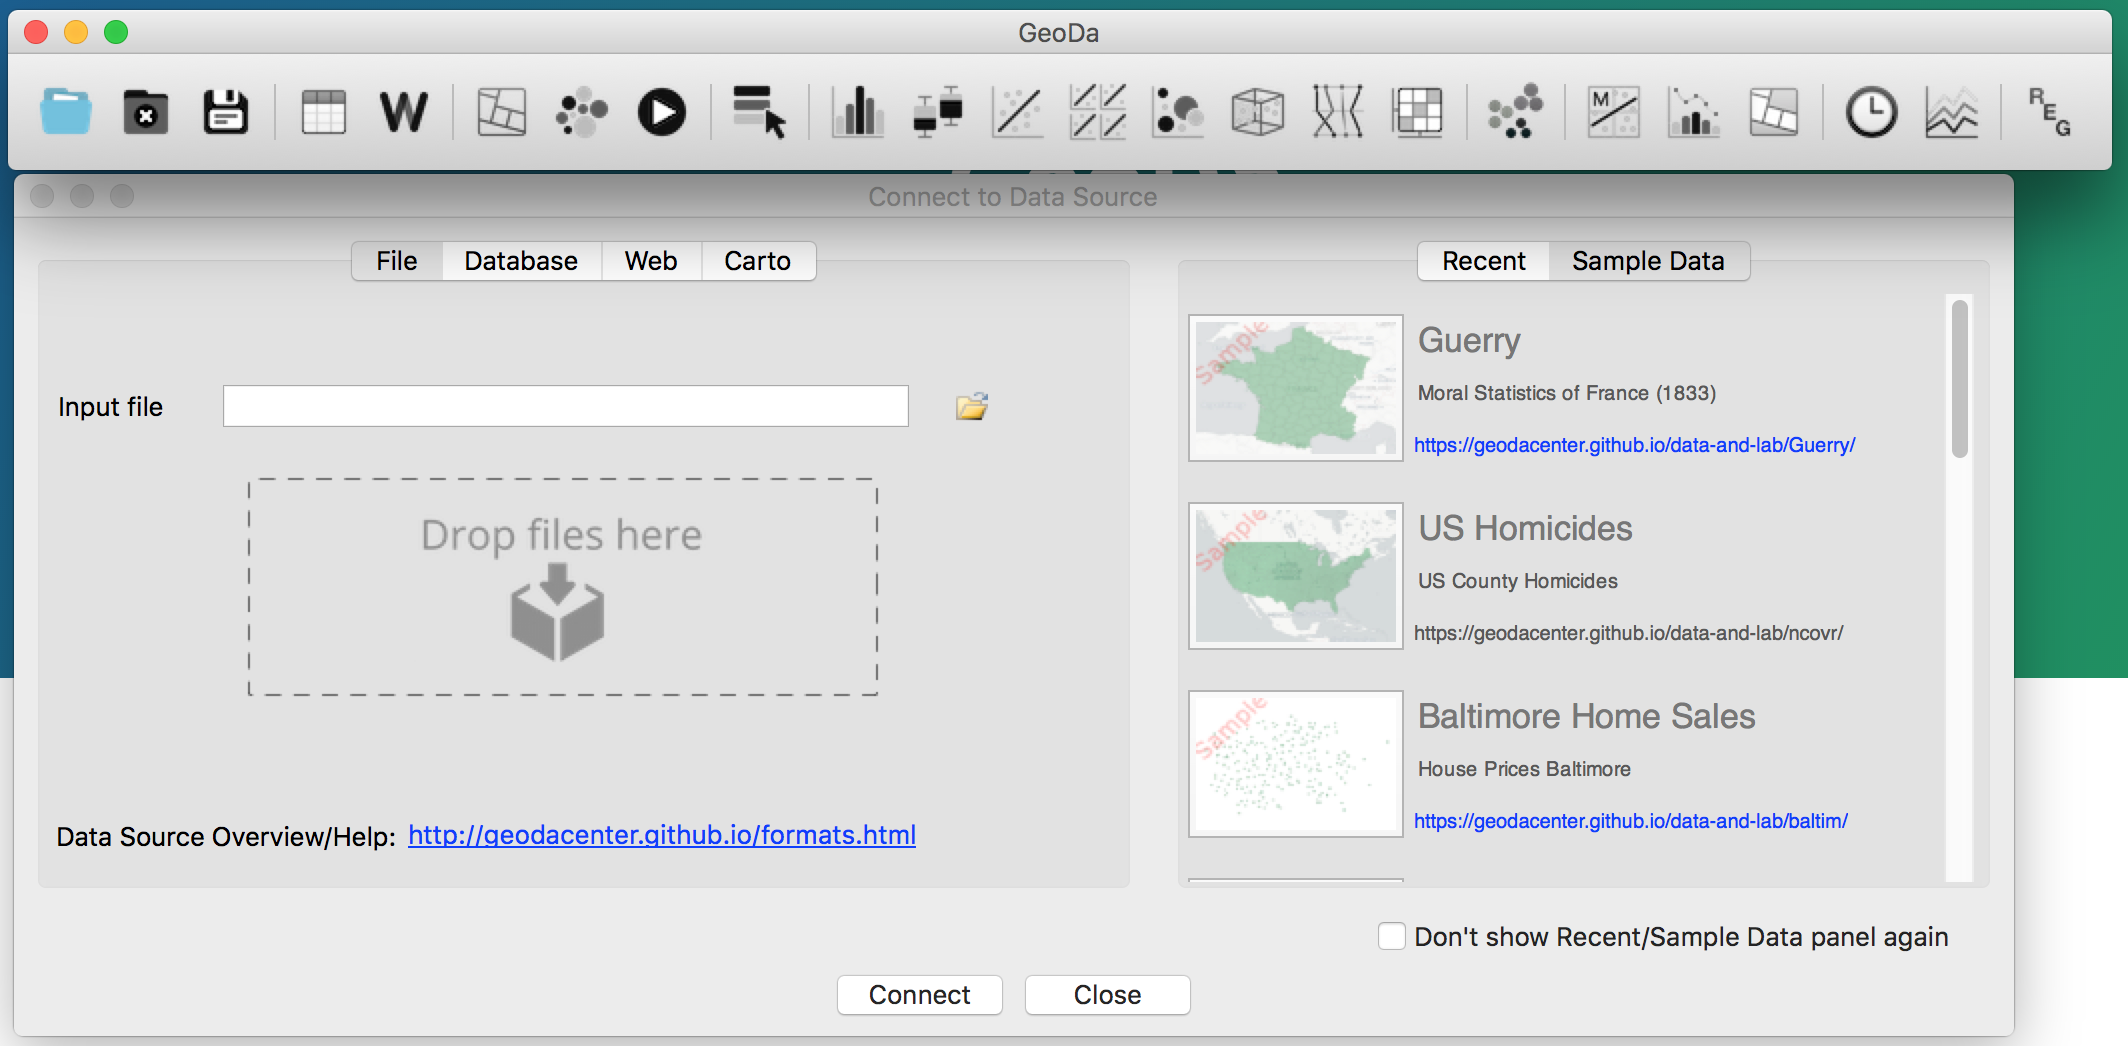 GeoDa
W
M
REG
Connect to Data Source
File Database Web Carto
Input file
Drop files here
Data Source Overview/Help: http://geodacenter.github.io/formats.html
Recent Sample Data
Sample
Guerry
Moral Statistics of France (1833)
https://geodacenter.github.io/data-and-lab/Guerry/
Sample
US Homicides
US County Homicides
https://geodacenter.github.io/data-and-lab/ncovr/
Sample
Baltimore Home Sales
House Prices Baltimore
https://geodacenter.github.io/data-and-lab/baltim/
Don't show Recent/Sample Data panel again
Connect Close